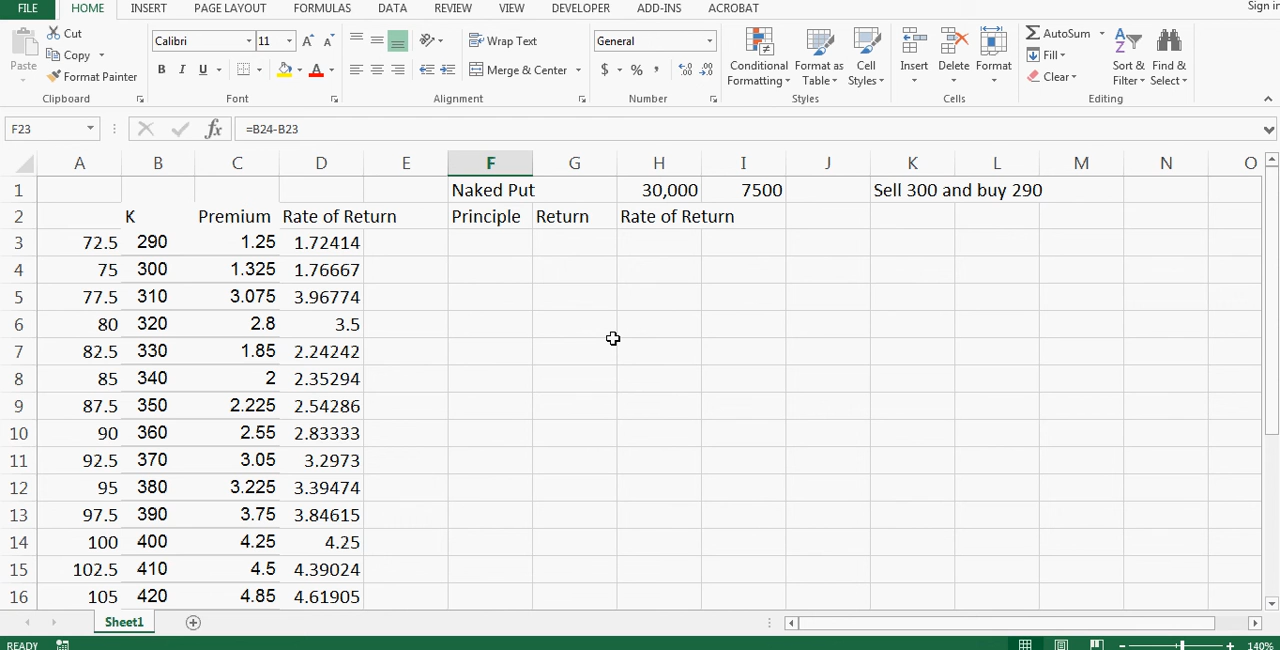 FILE HOME INSERT PAGE LAYOUT FORMULAS DATA REVIEW VIEW DEVELOPER ADD-INS ACROBAT Sign in
Paste
Cut
Copy
Format Painter
Clipboard
Calibri 11
B I U
Font
Wrap Text
Merge & Center
Alignment
General
$ % ,
Number
Conditional Formatting
Format as Table
Cell Styles
Styles
Insert Delete Format
Cells
AutoSum
Fill
Clear
Sort & Filter
Find & Select
Editing
F23 fx =B24-B23
A B C D E F G H I J K L M N O
1 Naked Put 30,000 7500 Sell 300 and buy 290
2 K Premium Rate of Return Principle Return Rate of Return
3 72.5 290 1.25 1.72414
4 75 300 1.325 1.76667
5 77.5 310 3.075 3.96774
6 80 320 2.8 3.5
7 82.5 330 1.85 2.24242
8 85 340 2 2.35294
9 87.5 350 2.225 2.54286
10 90 360 2.55 2.83333
11 92.5 370 3.05 3.2973
12 95 380 3.225 3.39474
13 97.5 390 3.75 3.84615
14 100 400 4.25 4.25
15 102.5 410 4.5 4.39024
16 105 420 4.85 4.61905
Sheet1
READY 140%